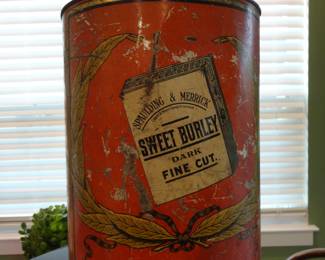 SPAULDING & MERRICK
SWEET BURLEY
DARK
FINE CUT.